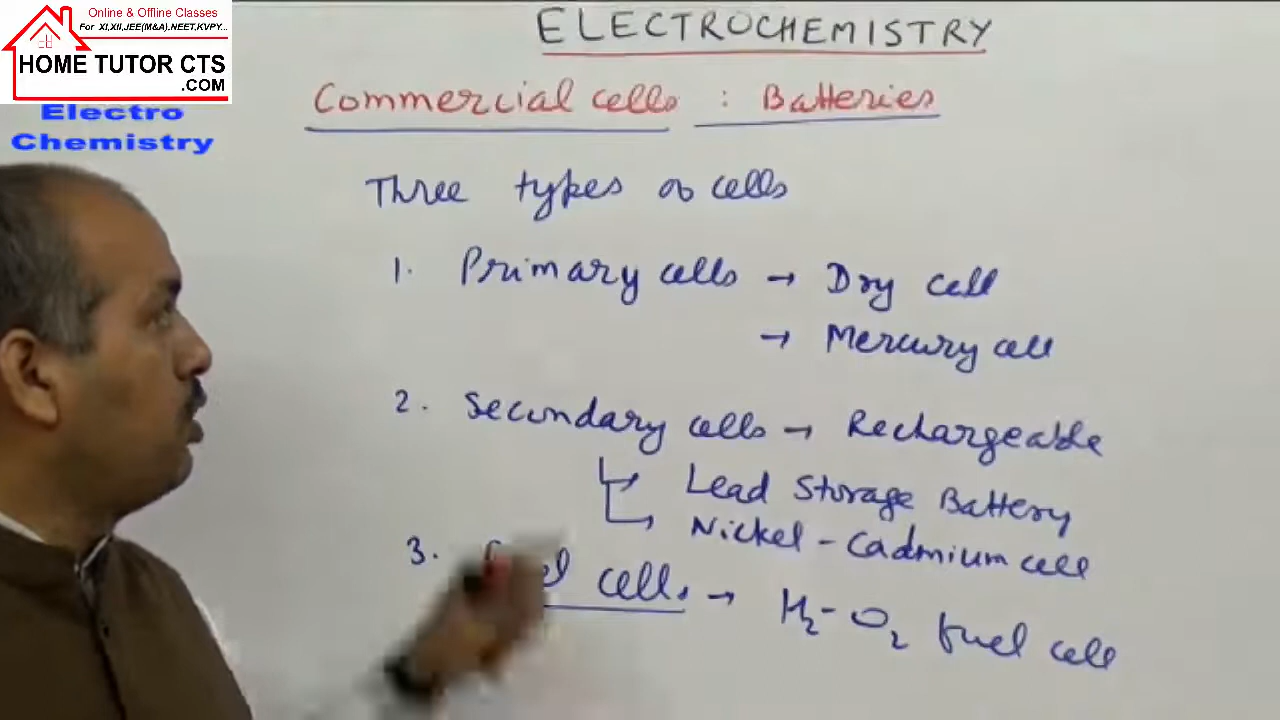 Online & Offline Classes
For XI,XII,JEE(M&A),NEET,KVPY...
HOME TUTOR CTS
.COM
Electro
Chemistry
ELECTROCHEMISTRY
Commercial cells : Batteries
Three types of cells
1. Primary cells → Dry cell
→ Mercury cell
2. Secondary cells → Rechargeable
Lead Storage Battery
Nickel - Cadmium cell
3. cells → H₂-O₂ fuel cell